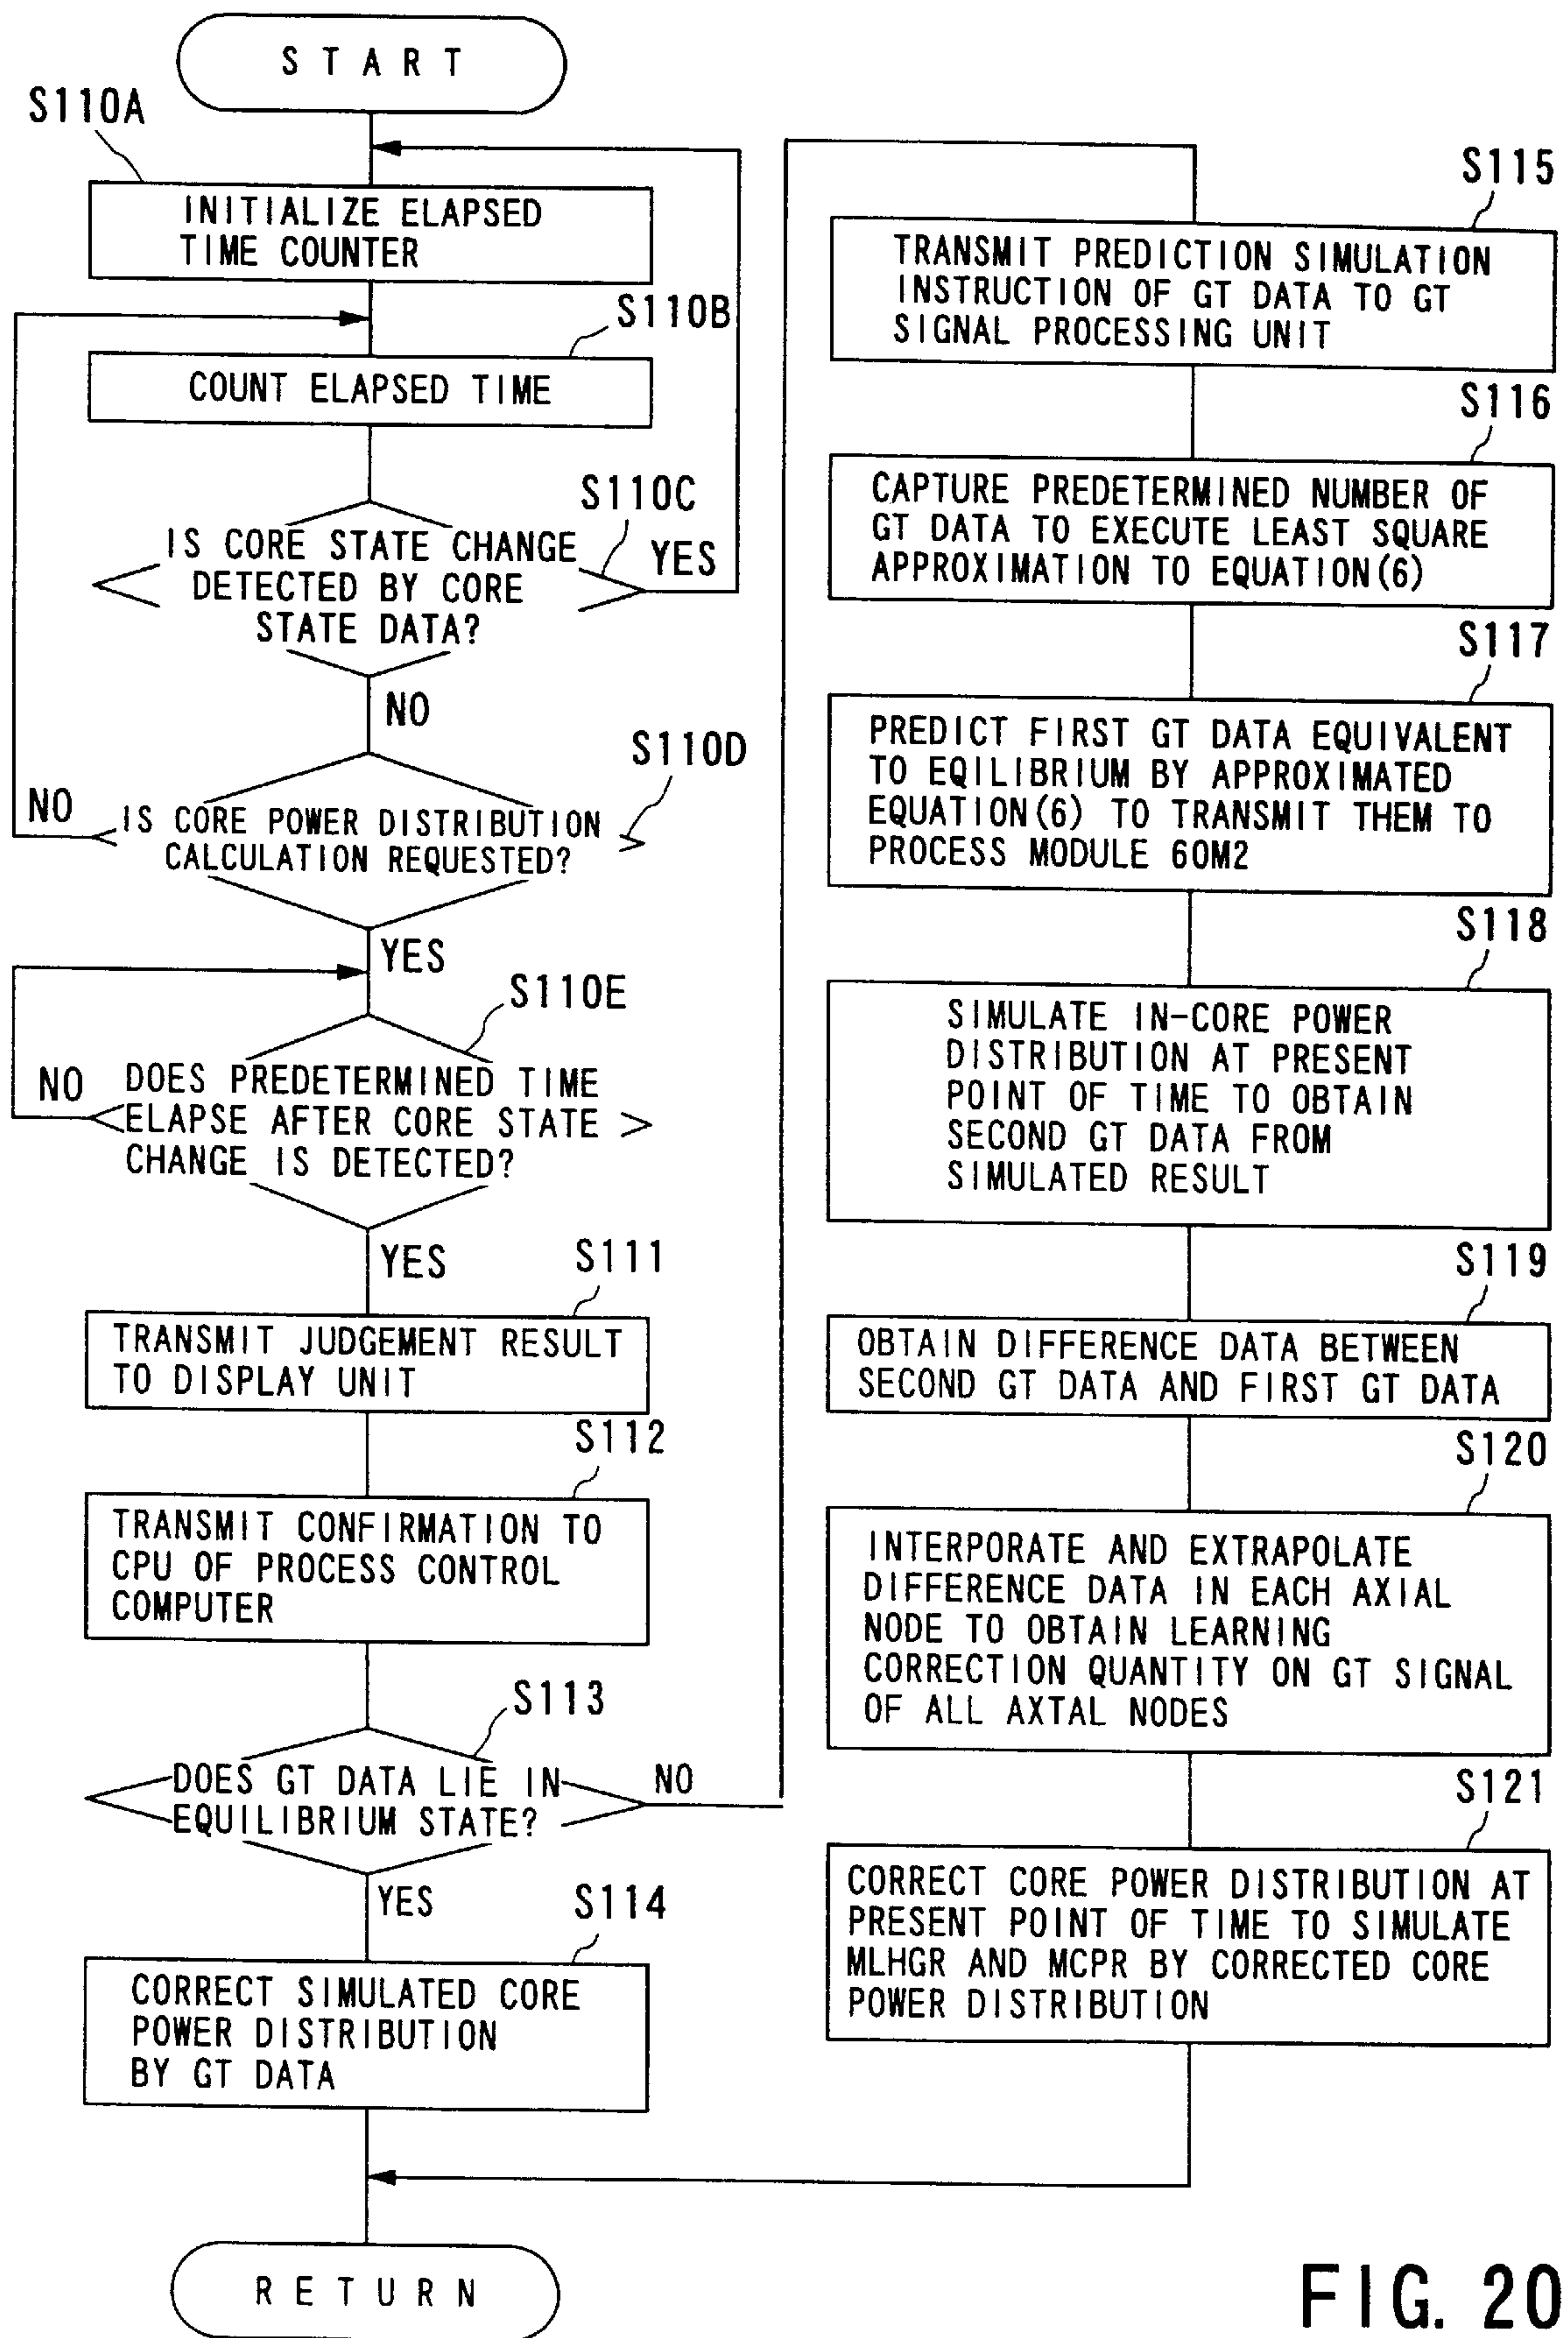 START
S110A
INITIALIZE ELAPSED
TIME COUNTER
S110B
COUNT ELAPSED TIME
S110C
IS CORE STATE CHANGE
DETECTED BY CORE
STATE DATA?
YES
NO
S110D
IS CORE POWER DISTRIBUTION
CALCULATION REQUESTED?
NO
YES
S110E
DOES PREDETERMINED TIME
ELAPSE AFTER CORE STATE
CHANGE IS DETECTED?
NO
YES
S111
TRANSMIT JUDGEMENT RESULT
TO DISPLAY UNIT
S112
TRANSMIT CONFIRMATION TO
CPU OF PROCESS CONTROL
COMPUTER
S113
DOES GT DATA LIE IN
EQUILIBRIUM STATE?
NO
YES
S114
CORRECT SIMULATED CORE
POWER DISTRIBUTION
BY GT DATA
RETURN
S115
TRANSMIT PREDICTION SIMULATION
INSTRUCTION OF GT DATA TO GT
SIGNAL PROCESSING UNIT
S116
CAPTURE PREDETERMINED NUMBER OF
GT DATA TO EXECUTE LEAST SQUARE
APPROXIMATION TO EQUATION(6)
S117
PREDICT FIRST GT DATA EQUIVALENT
TO EQILIBRIUM BY APPROXIMATED
EQUATION(6) TO TRANSMIT THEM TO
PROCESS MODULE 60M2
S118
SIMULATE IN-CORE POWER
DISTRIBUTION AT PRESENT
POINT OF TIME TO OBTAIN
SECOND GT DATA FROM
SIMULATED RESULT
S119
OBTAIN DIFFERENCE DATA BETWEEN
SECOND GT DATA AND FIRST GT DATA
S120
INTERPORATE AND EXTRAPOLATE
DIFFERENCE DATA IN EACH AXIAL
NODE TO OBTAIN LEARNING
CORRECTION QUANTITY ON GT SIGNAL
OF ALL AXTAL NODES
S121
CORRECT CORE POWER DISTRIBUTION AT
PRESENT POINT OF TIME TO SIMULATE
MLHGR AND MCPR BY CORRECTED CORE
POWER DISTRIBUTION
FIG. 20